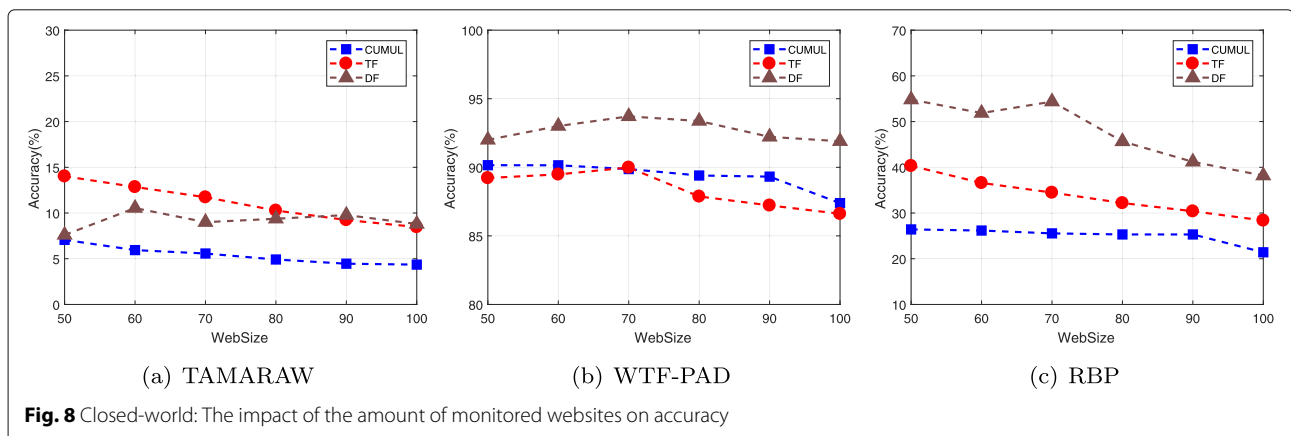 30
25
20
15
10
5
0
Accuracy(%)
50 60 70 80 90 100
WebSize
CUMUL
TF
DF
(a) TAMARAW
100
95
90
85
80
Accuracy(%)
50 60 70 80 90 100
WebSize
CUMUL
TF
DF
(b) WTF-PAD
70
60
50
40
30
20
10
Accuracy(%)
50 60 70 80 90 100
WebSize
CUMUL
TF
DF
(c) RBP
Fig. 8 Closed-world: The impact of the amount of monitored websites on accuracy